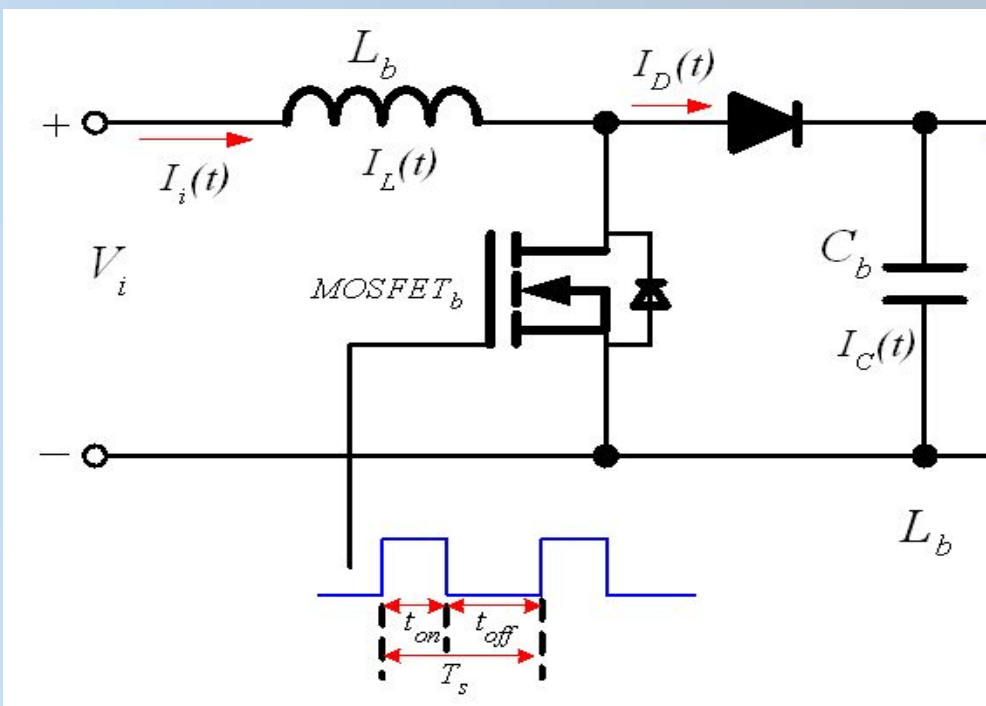 L_b
I_D(t)
+
I_i(t)
I_L(t)
V_i
MOSFET_b
C_b
I_C(t)
−
L_b
t_on t_off
T_s